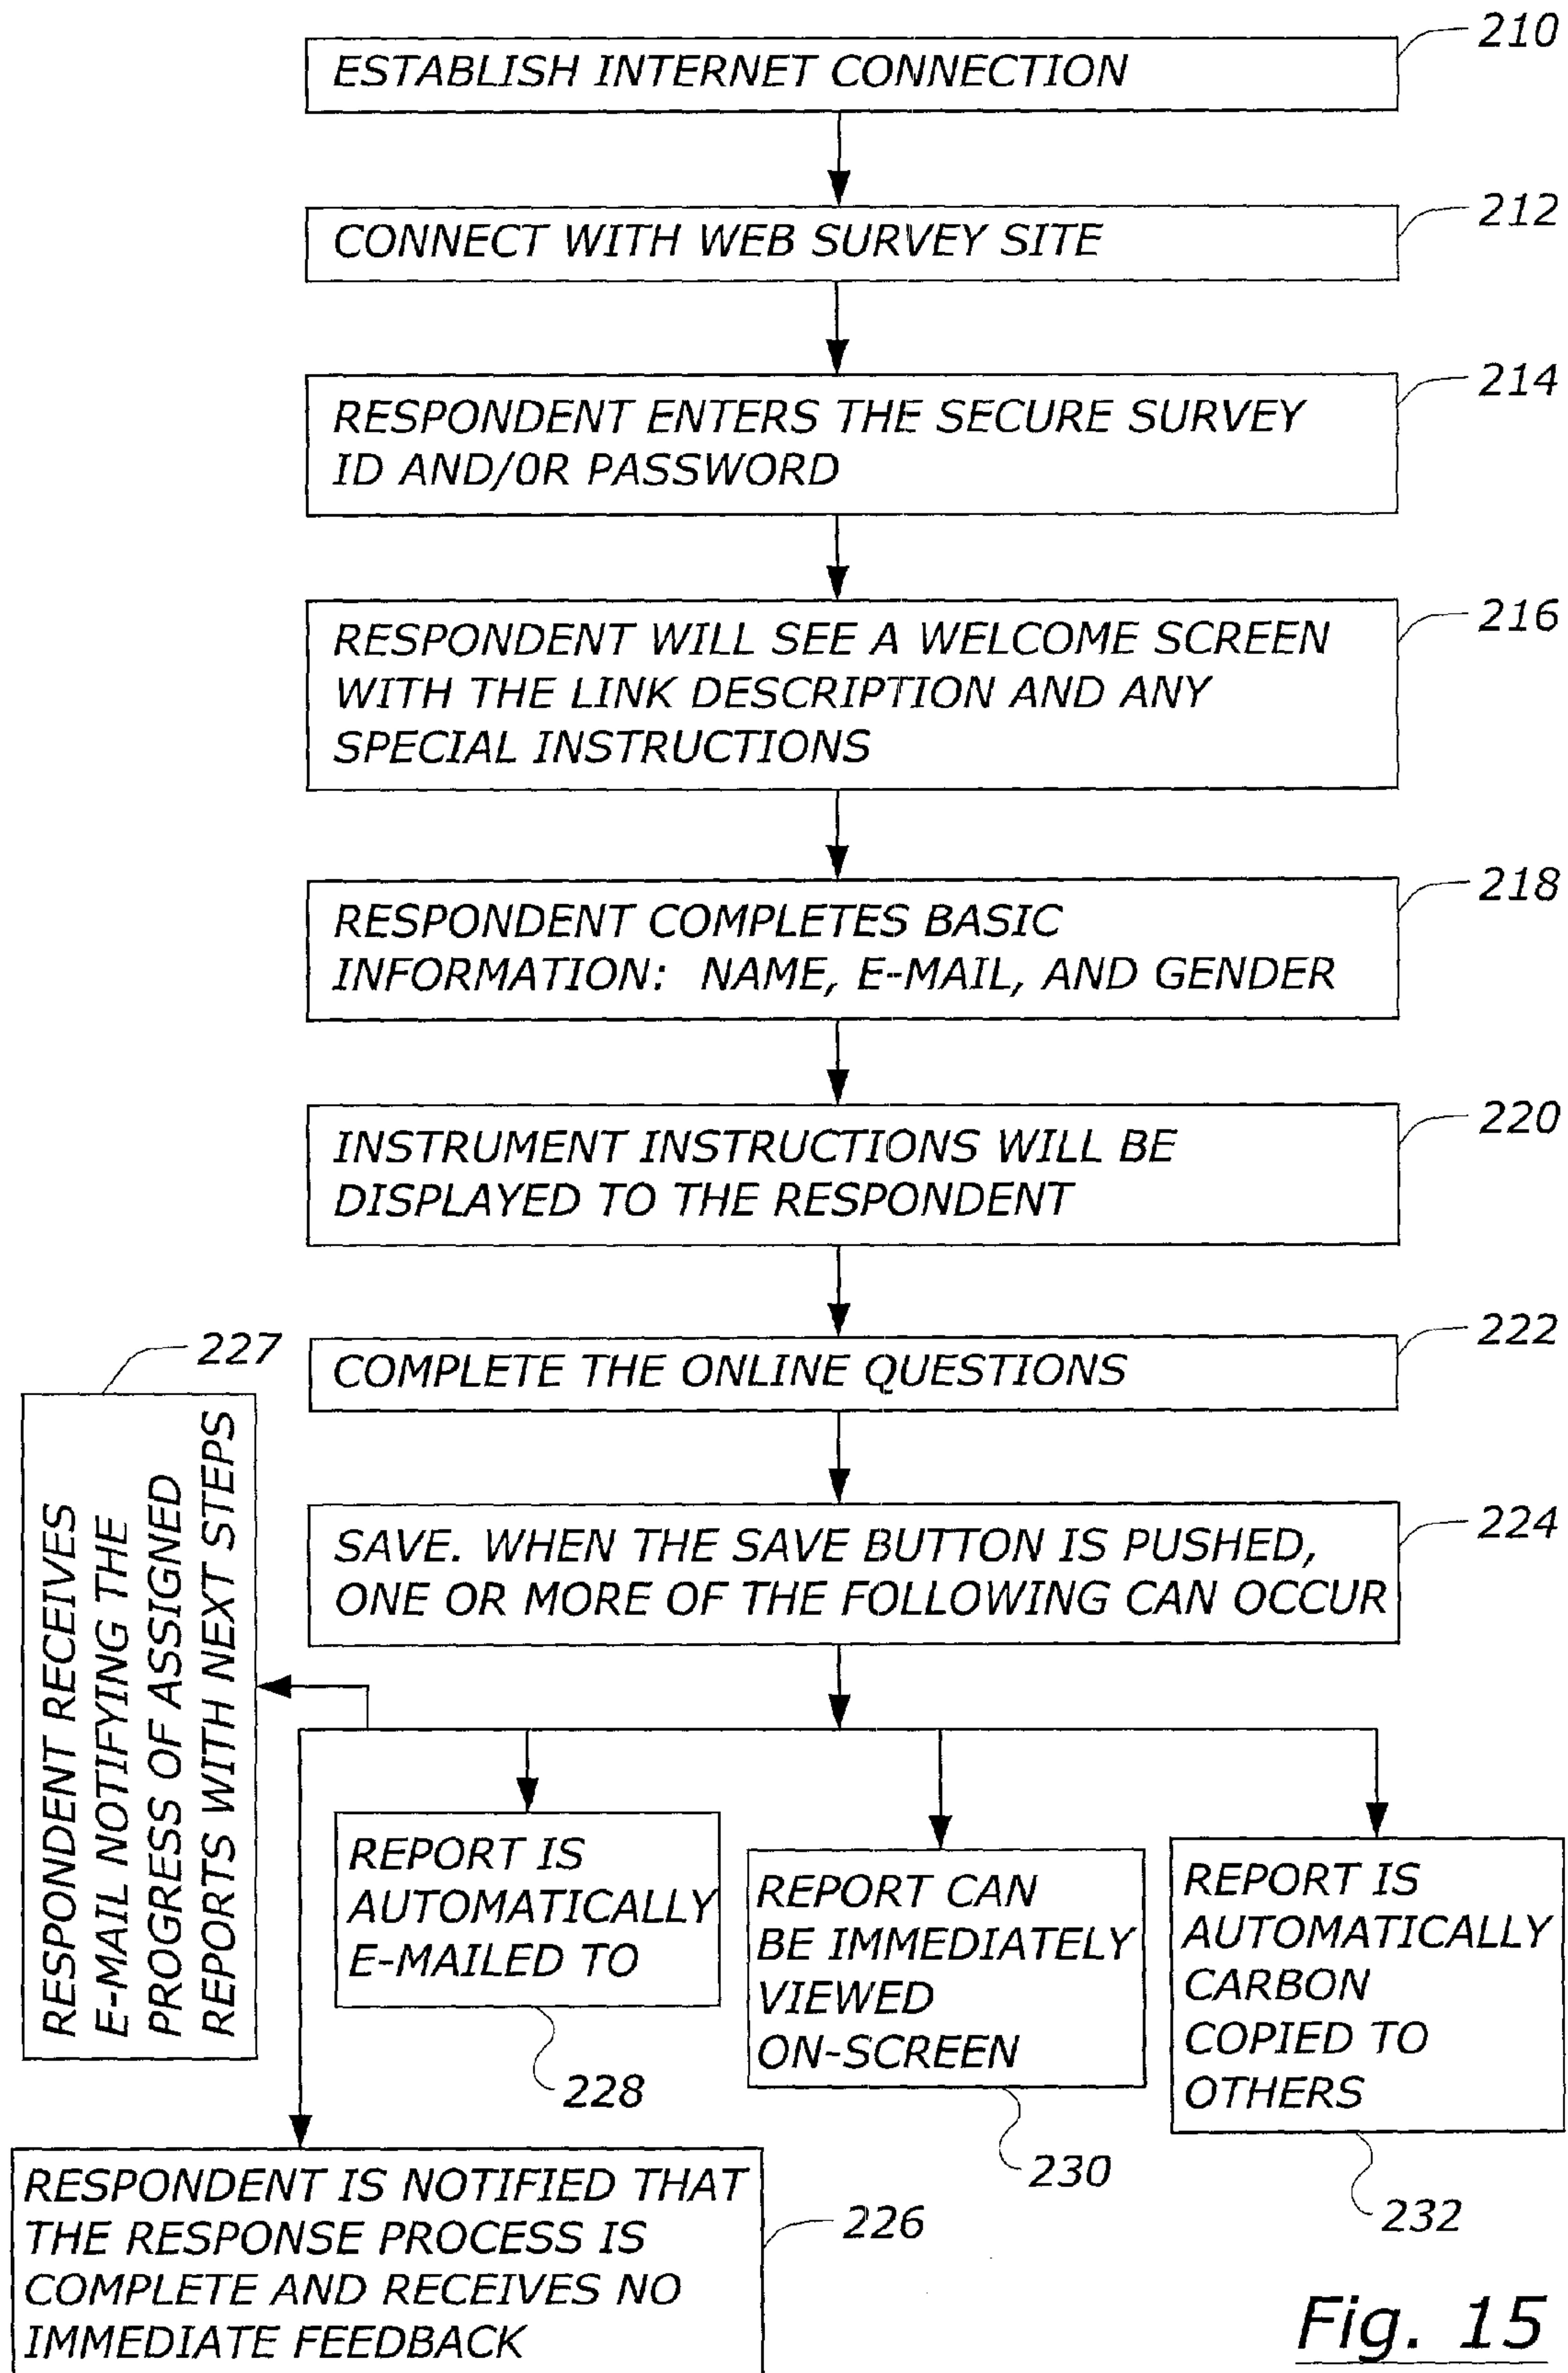 210
ESTABLISH INTERNET CONNECTION
212
CONNECT WITH WEB SURVEY SITE
214
RESPONDENT ENTERS THE SECURE SURVEY
ID AND/0R PASSWORD
216
RESPONDENT WILL SEE A WELCOME SCREEN
WITH THE LINK DESCRIPTION AND ANY
SPECIAL INSTRUCTIONS
218
RESPONDENT COMPLETES BASIC
INFORMATION: NAME, E-MAIL, AND GENDER
220
INSTRUMENT INSTRUCTIONS WILL BE
DISPLAYED TO THE RESPONDENT
222
COMPLETE THE ONLINE QUESTIONS
224
SAVE. WHEN THE SAVE BUTTON IS PUSHED,
ONE OR MORE OF THE FOLLOWING CAN OCCUR
227
RESPONDENT RECEIVES
E-MAIL NOTIFYING THE
PROGRESS OF ASSIGNED
REPORTS WITH NEXT STEPS
REPORT IS
AUTOMATICALLY
E-MAILED TO
228
REPORT CAN
BE IMMEDIATELY
VIEWED
ON-SCREEN
230
REPORT IS
AUTOMATICALLY
CARBON
COPIED TO
OTHERS
232
RESPONDENT IS NOTIFIED THAT
THE RESPONSE PROCESS IS
COMPLETE AND RECEIVES NO
IMMEDIATE FEEDBACK
226
Fig. 15